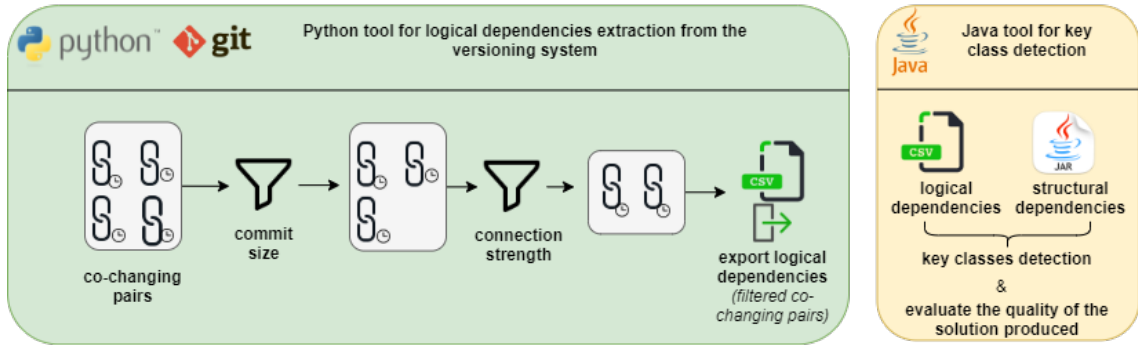 python™
git
Python tool for logical dependencies extraction from the
versioning system
commit
size
connection
strength
co-changing
pairs
CSV
export logical
dependencies
(filtered co-
changing pairs)
Java
Java tool for key
class detection
CSV
JAR
logical
dependencies
structural
dependencies
key classes detection
&
evaluate the quality of the
solution produced